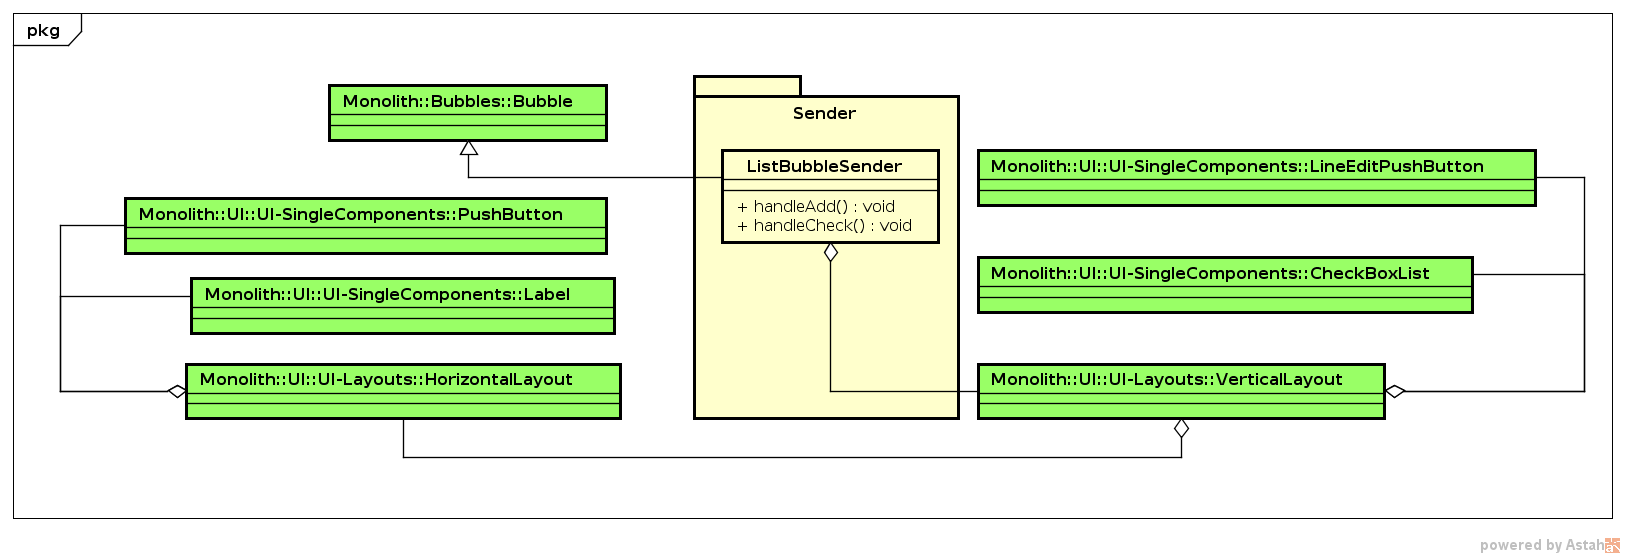 pkg
Monolith::Bubbles::Bubble
Sender
ListBubbleSender
+ handleAdd() : void
+ handleCheck() : void
Monolith::UI::UI-SingleComponents::LineEditPushButton
Monolith::UI::UI-SingleComponents::PushButton
Monolith::UI::UI-SingleComponents::CheckBoxList
Monolith::UI::UI-SingleComponents::Label
Monolith::UI::UI-Layouts::HorizontalLayout
Monolith::UI::UI-Layouts::VerticalLayout
powered by Astah